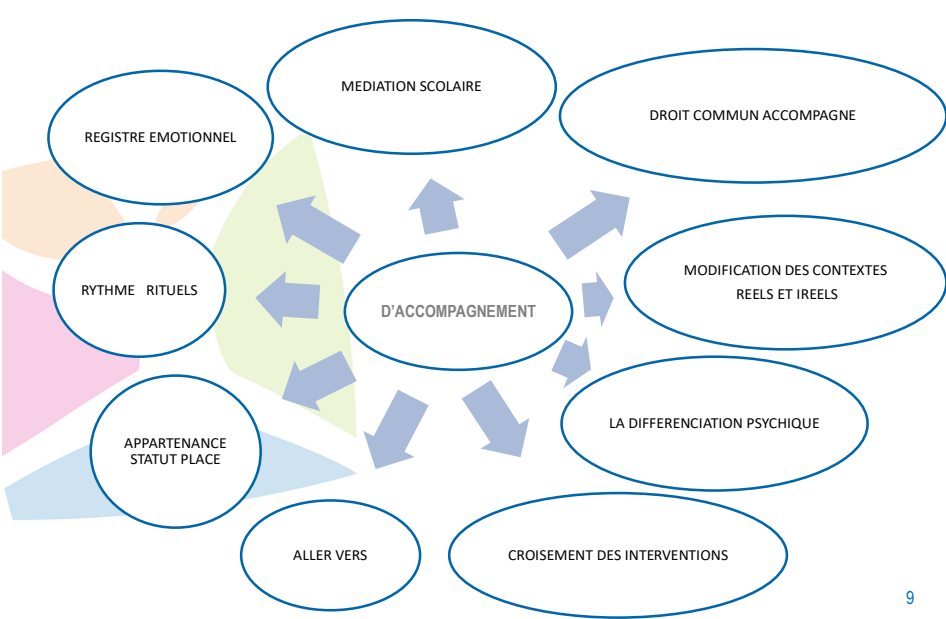 MEDIATION SCOLAIRE
DROIT COMMUN ACCOMPAGNE
REGISTRE EMOTIONNEL
MODIFICATION DES CONTEXTES
REELS ET IREELS
RYTHME RITUELS
D'ACCOMPAGNEMENT
LA DIFFERENCIATION PSYCHIQUE
APPARTENANCE
STATUT PLACE
ALLER VERS
CROISEMENT DES INTERVENTIONS
9